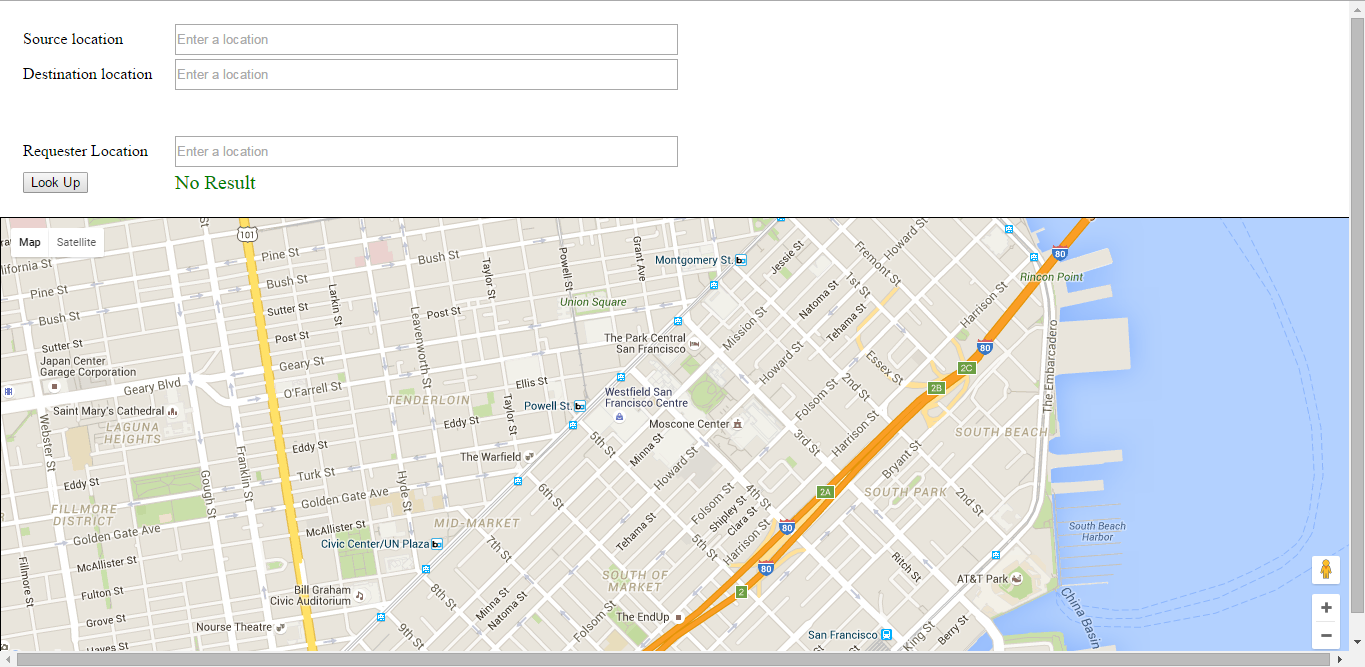 Source location
Enter a location
Destination location
Enter a location
Requester Location
Enter a location
Look Up
No Result
Map
Satellite
101
Pine St
Bush St
Taylor St
Powell St
Grant Ave
Montgomery St.
Jessie St
Fremont St
Howard St
80
Rincon Point
lifornia St
Pine St
Bush St
Larkin St
Sutter St
Post St
Leavenworth St
Post St
Union Square
Natoma St
1st St
Tehama St
Mission St
Harrison St
Sutter St
Japan Center
Garage Corporation
Geary St
The Park Central
San Francisco
Howard St
Essex St
80
2C
The Embarcadero
Geary Blvd
O'Farrell St
Ellis St
TENDERLOIN
Taylor St
Powell St.
Westfield San
Francisco Centre
2nd St
2B
Folsom St
Saint Mary's Cathedral
LAGUNA
HEIGHTS
Webster St
Eddy St
Moscone Center
Harrison St
3rd St
SOUTH BEACH
Eddy St
5th St
Minna St
The Warfield
Howard St
Bryant St
Franklin St
Gough St
Turk St
Hyde St
Eddy St
Golden Gate Ave
6th St
Folsom St
4th St
Shipley St
Clara St
2A
SOUTH PARK
2nd St
FILLMORE
DISTRICT
Golden Gate Ave
McAllister St
MID-MARKET
Tehama St
5th St
Harrison St
80
South Beach
Harbor
Civic Center/UN Plaza
7th St
McAllister St
Fillmore St
80
Ritch St
SOUTH OF
MARKET
AT&T Park
Fulton St
Bill Graham
Civic Auditorium
8th St
Minna St
Natoma St
2
China Basin
Grove St
Nourse Theatre
Folsom St
The EndUp
9th St
San Francisco
King St
Berry St
Hayes St